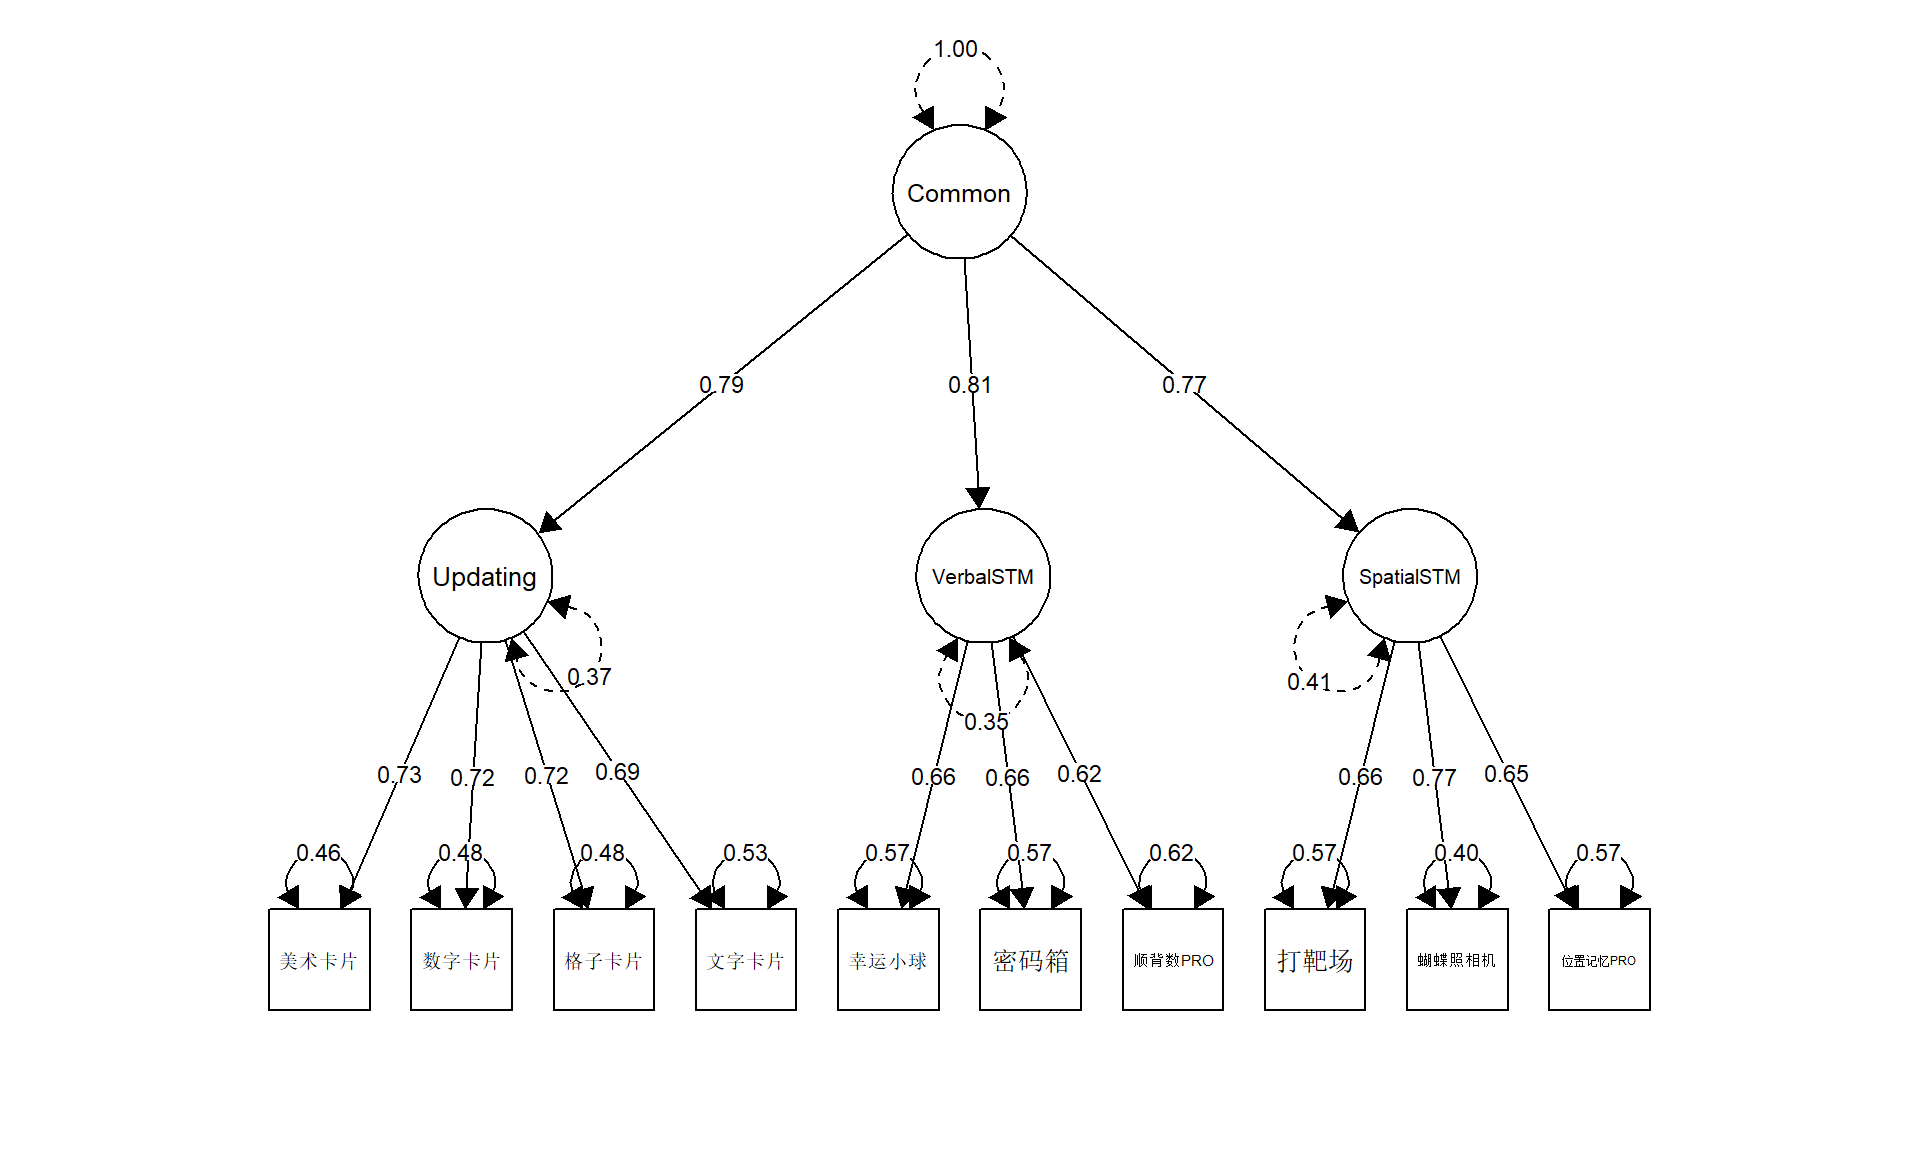 1.00
Common
0.79
0.81
0.77
Updating
VerbalSTM
SpatialSTM
0.37
0.35
0.41
0.73
0.72
0.72
0.69
0.66
0.66
0.62
0.66
0.77
0.65
0.46
0.48
0.48
0.53
0.57
0.57
0.62
0.57
0.40
0.57
美术卡片
数字卡片
格子卡片
文字卡片
幸运小球
密码箱
顺背数PRO
打靶场
蝴蝶照相机
位置记忆PRO